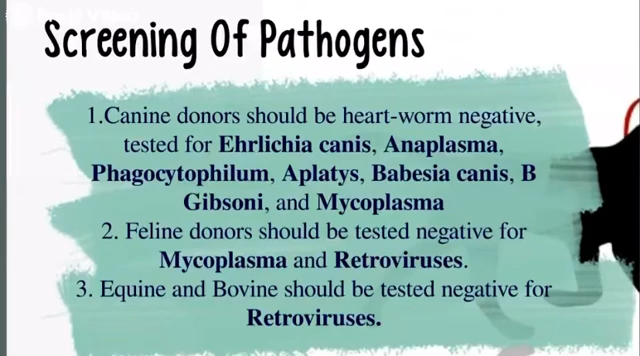 Screening Of Pathogens
1.Canine donors should be heart-worm negative,
tested for Ehrlichia canis, Anaplasma,
Phagocytophilum, Aplatys, Babesia canis, B
Gibsoni, and Mycoplasma
2. Feline donors should be tested negative for
Mycoplasma and Retroviruses.
3. Equine and Bovine should be tested negative for
Retroviruses.